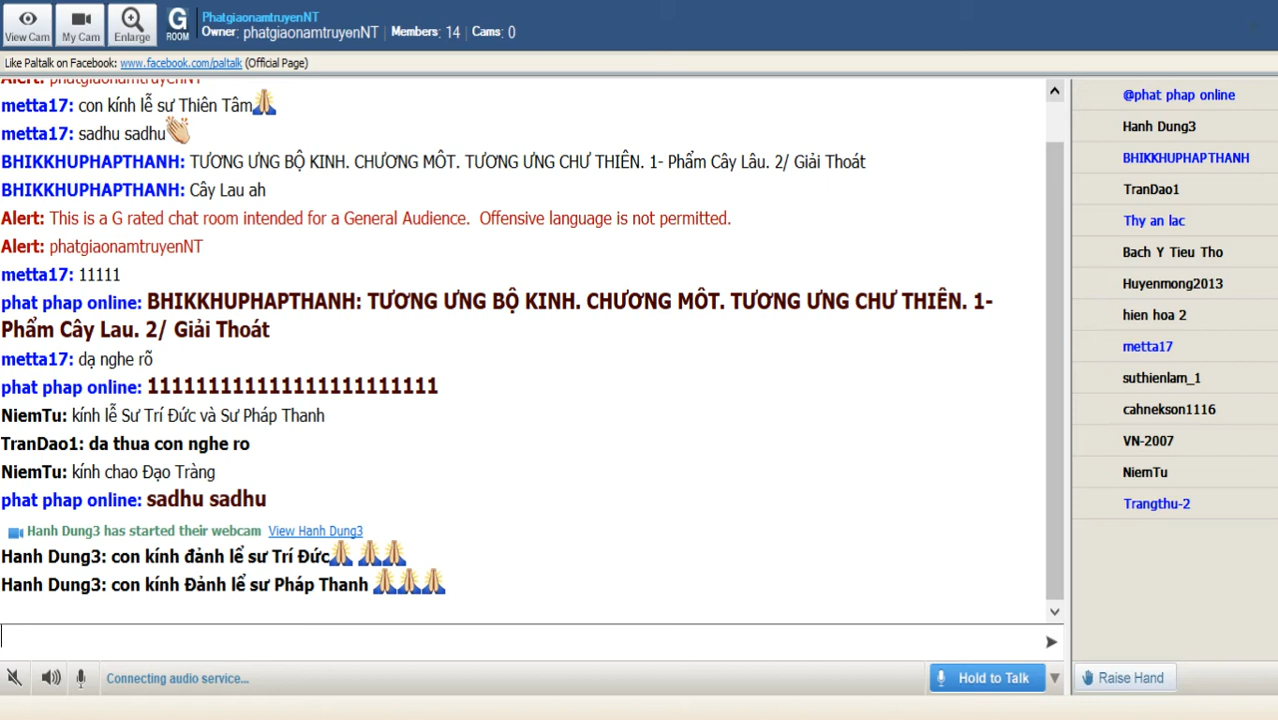 View Cam
My Cam
Enlarge
G
ROOM
PhatgiaonamtruyenNT
Owner: phatgiaonamtruyenNT | Members: 14 | Cams: 0
Like Paltalk on Facebook: www.facebook.com/paltalk (Official Page)
Alert: phatgiaonamtruyenNT
metta17: con kính lễ sư Thiên Tâm
metta17: sadhu sadhu
BHIKKHUPHAPTHANH: TƯƠNG ƯNG BỘ KINH. CHƯƠNG MÔT. TƯƠNG ƯNG CHƯ THIÊN. 1- Phẩm Cây Lâu. 2/ Giải Thoát
BHIKKHUPHAPTHANH: Cây Lau ah
Alert: This is a G rated chat room intended for a General Audience. Offensive language is not permitted.
Alert: phatgiaonamtruyenNT
metta17: 11111
phat phap online: BHIKKHUPHAPTHANH: TƯƠNG ƯNG BỘ KINH. CHƯƠNG MÔT. TƯƠNG ƯNG CHƯ THIÊN. 1-
Phẩm Cây Lau. 2/ Giải Thoát
metta17: dạ nghe rõ
phat phap online: 111111111111111111111111
NiemTu: kính lễ Sư Trí Đức và Sư Pháp Thanh
TranDao1: da thua con nghe ro
NiemTu: kính chao Đạo Tràng
phat phap online: sadhu sadhu
Hanh Dung3 has started their webcam View Hanh Dung3
Hanh Dung3: con kính đảnh lể sư Trí Đức
Hanh Dung3: con kính Đảnh lể sư Pháp Thanh
@phat phap online
Hanh Dung3
BHIKKHUPHAPTHANH
TranDao1
Thy an lac
Bach Y Tieu Tho
Huyenmong2013
hien hoa 2
metta17
suthienlam_1
cahnekson1116
VN-2007
NiemTu
Trangthu-2
Connecting audio service...
Hold to Talk
Raise Hand